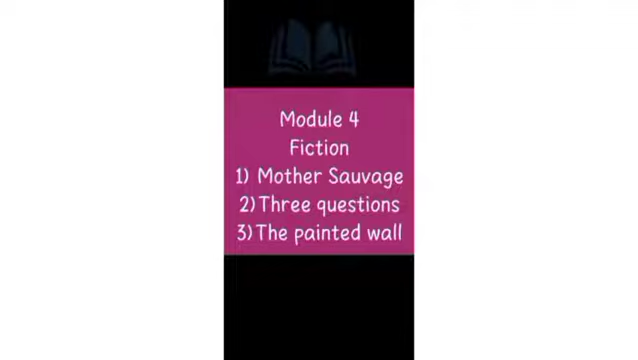 Module 4
Fiction
1) Mother Sauvage
2) Three questions
3) The painted wall